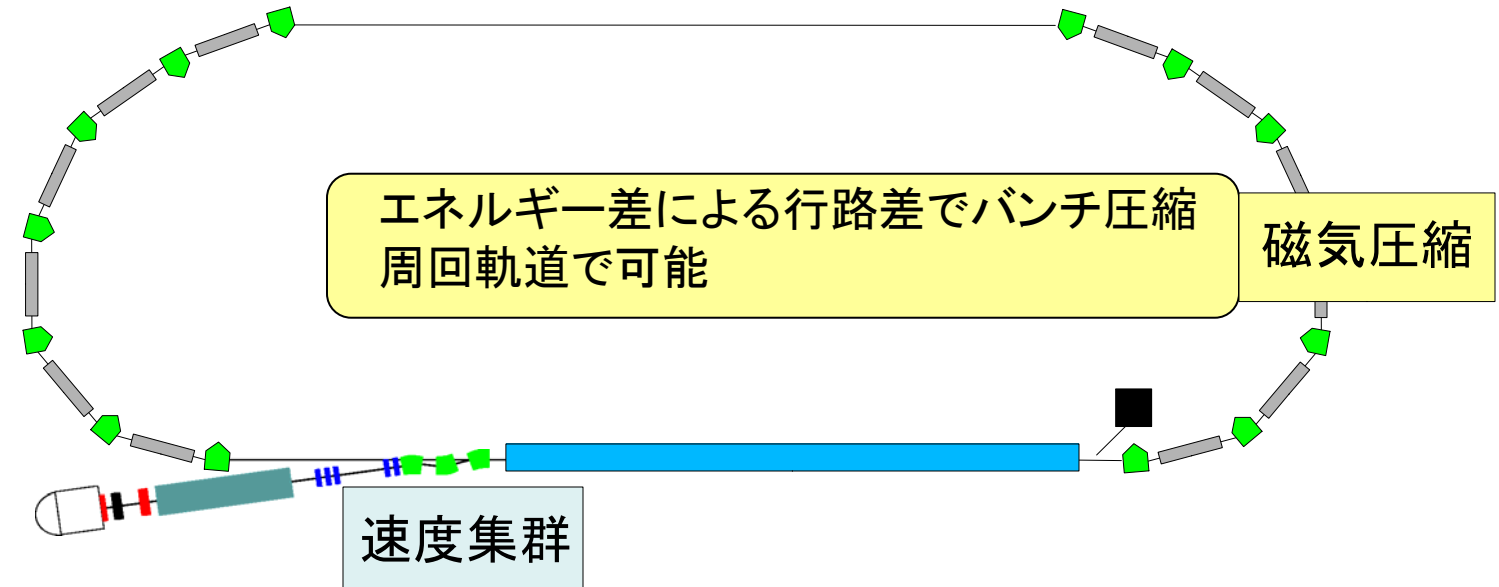 エネルギー差による行路差でバンチ圧縮
周回軌道で可能
磁気圧縮
速度集群